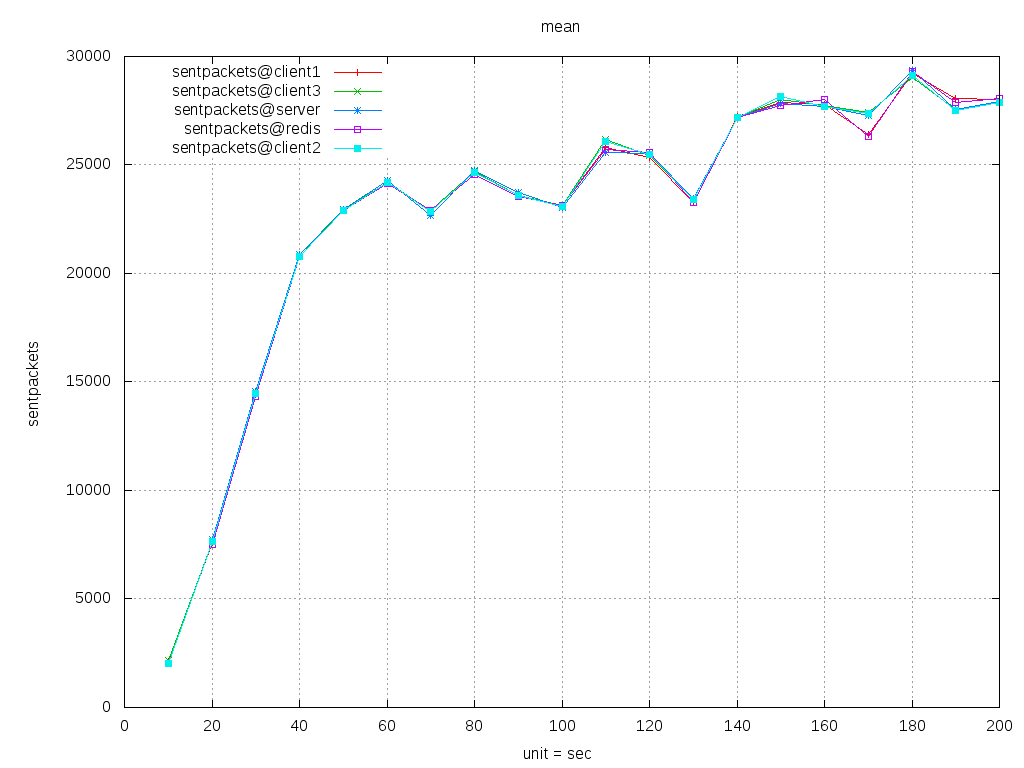 mean
30000
25000
20000
15000
10000
5000
0
sentpackets
sentpackets@client1
sentpackets@client3
sentpackets@server
sentpackets@redis
sentpackets@client2
0 20 40 60 80 100 120 140 160 180 200
unit = sec